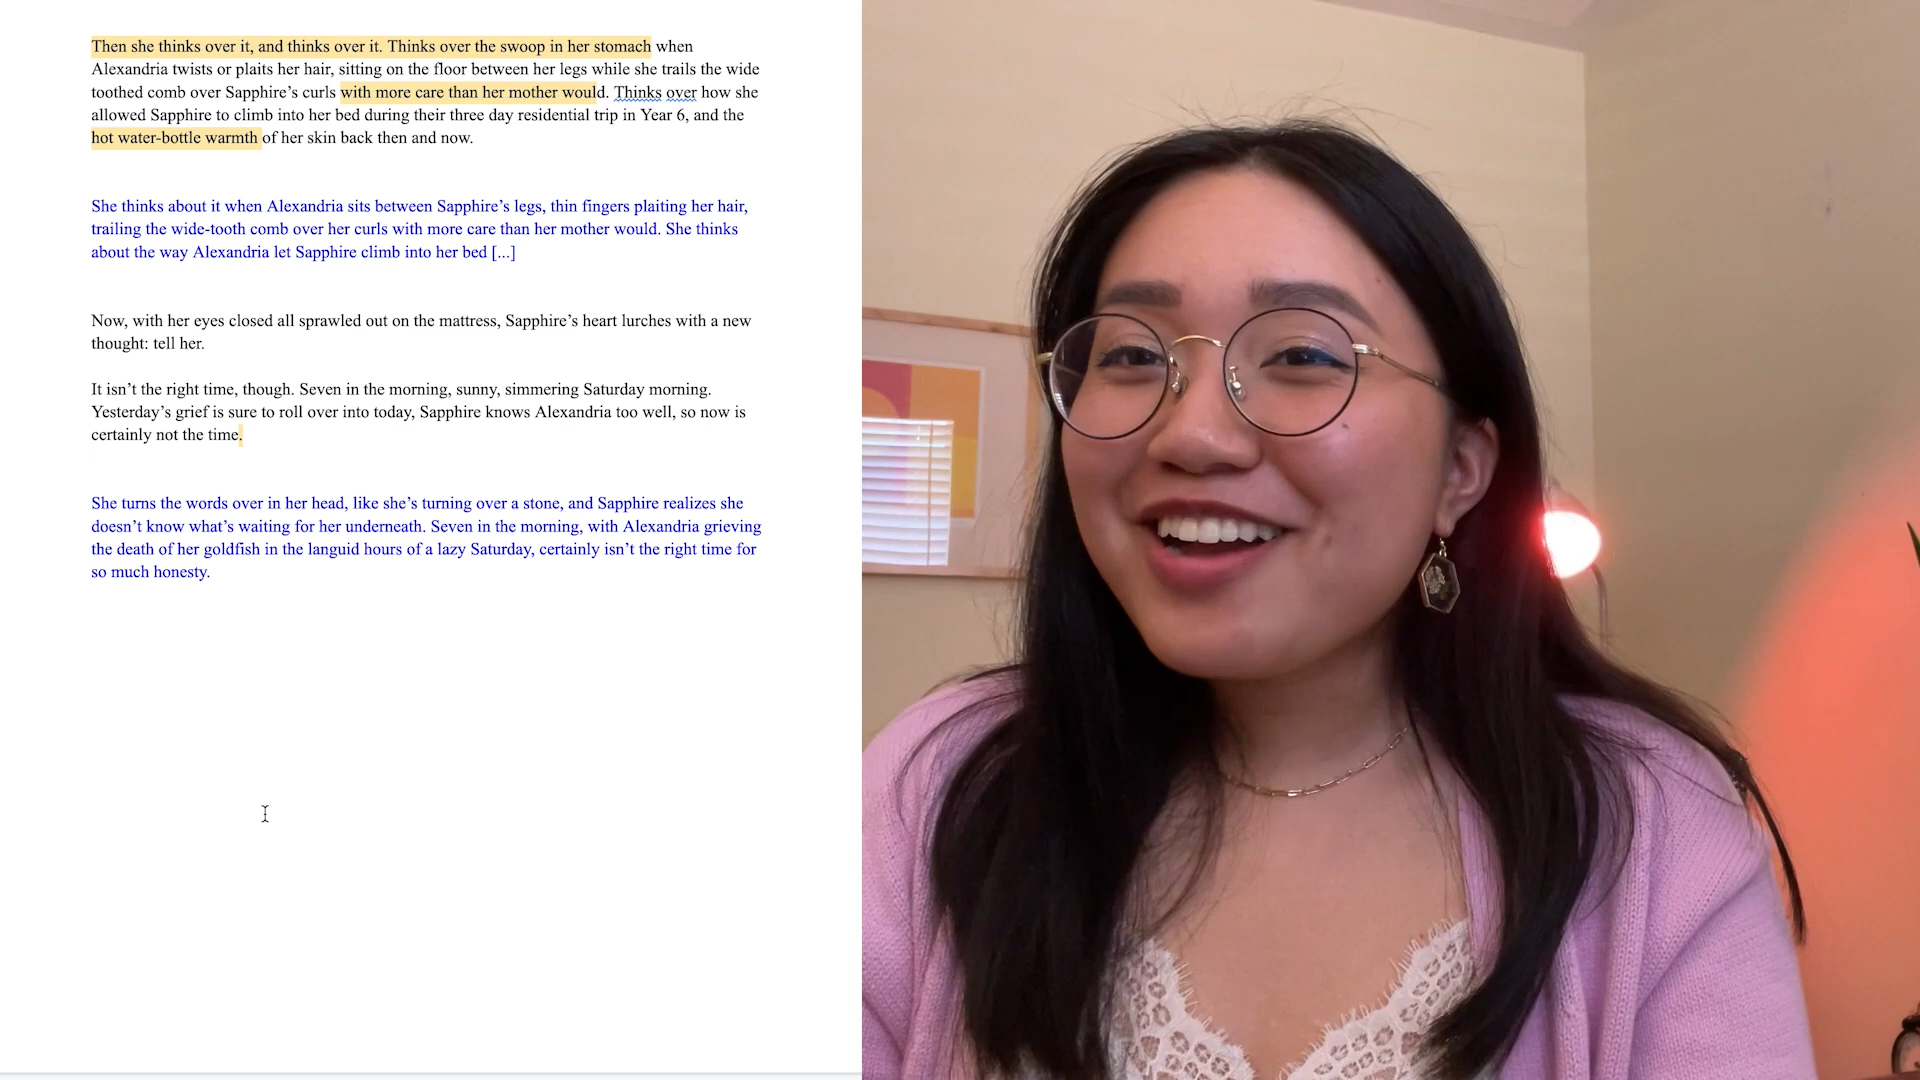 Then she thinks over it, and thinks over it. Thinks over the swoop in her stomach when
Alexandria twists or plaits her hair, sitting on the floor between her legs while she trails the wide
toothed comb over Sapphire’s curls with more care than her mother would. Thinks over how she
allowed Sapphire to climb into her bed during their three day residential trip in Year 6, and the
hot water-bottle warmth of her skin back then and now.
She thinks about it when Alexandria sits between Sapphire’s legs, thin fingers plaiting her hair,
trailing the wide-tooth comb over her curls with more care than her mother would. She thinks
about the way Alexandria let Sapphire climb into her bed [...]
Now, with her eyes closed all sprawled out on the mattress, Sapphire’s heart lurches with a new
thought: tell her.
It isn’t the right time, though. Seven in the morning, sunny, simmering Saturday morning.
Yesterday’s grief is sure to roll over into today, Sapphire knows Alexandria too well, so now is
certainly not the time.
She turns the words over in her head, like she’s turning over a stone, and Sapphire realizes she
doesn’t know what’s waiting for her underneath. Seven in the morning, with Alexandria grieving
the death of her goldfish in the languid hours of a lazy Saturday, certainly isn’t the right time for
so much honesty.